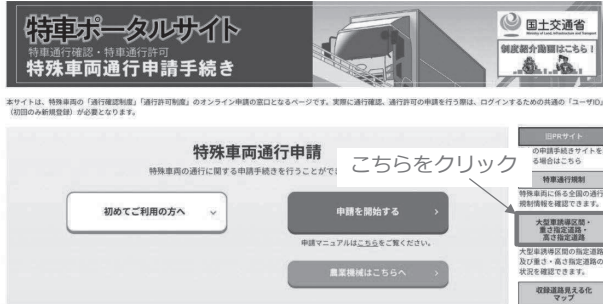 特車ポータルサイト
特車通行確認・特車通行許可
特殊車両通行申請手続き
国土交通省
Ministry of Land, Infrastructure and Transport
制度紹介動画はこちら!
本サイトは、特殊車両の「通行確認制度」「通行許可制度」のオンライン申請の窓口となるページです。実際に通行確認、通行許可の申請を行う際は、ログインするための共通の「ユーザID」
(初回のみ新規登録)が必要となります。
特殊車両通行申請
特殊車両の通行に関する申請手続きを行うことがで
こちらをクリック
初めてご利用の方へ
申請を開始する
申請マニュアルはこちらをご覧ください。
農業機械はこちらへ
旧PRサイト
の申請手続きサイトを
る場合はこちら
特車通行規制
特殊車両に係る全国の通行
規制情報を確認できます。
大型車誘導区間・
重さ指定道路・
高さ指定道路
大型車誘導区間の指定道路
及び重さ・高さ指定道路の
状況を確認できます。
収録道路見える化
マップ